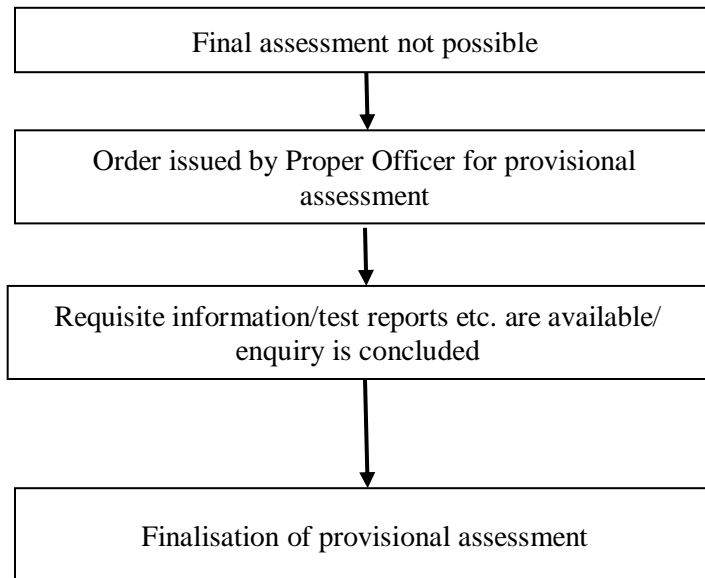 Final assessment not possible
Order issued by Proper Officer for provisional
assessment
Requisite information/test reports etc. are available/
enquiry is concluded
Finalisation of provisional assessment